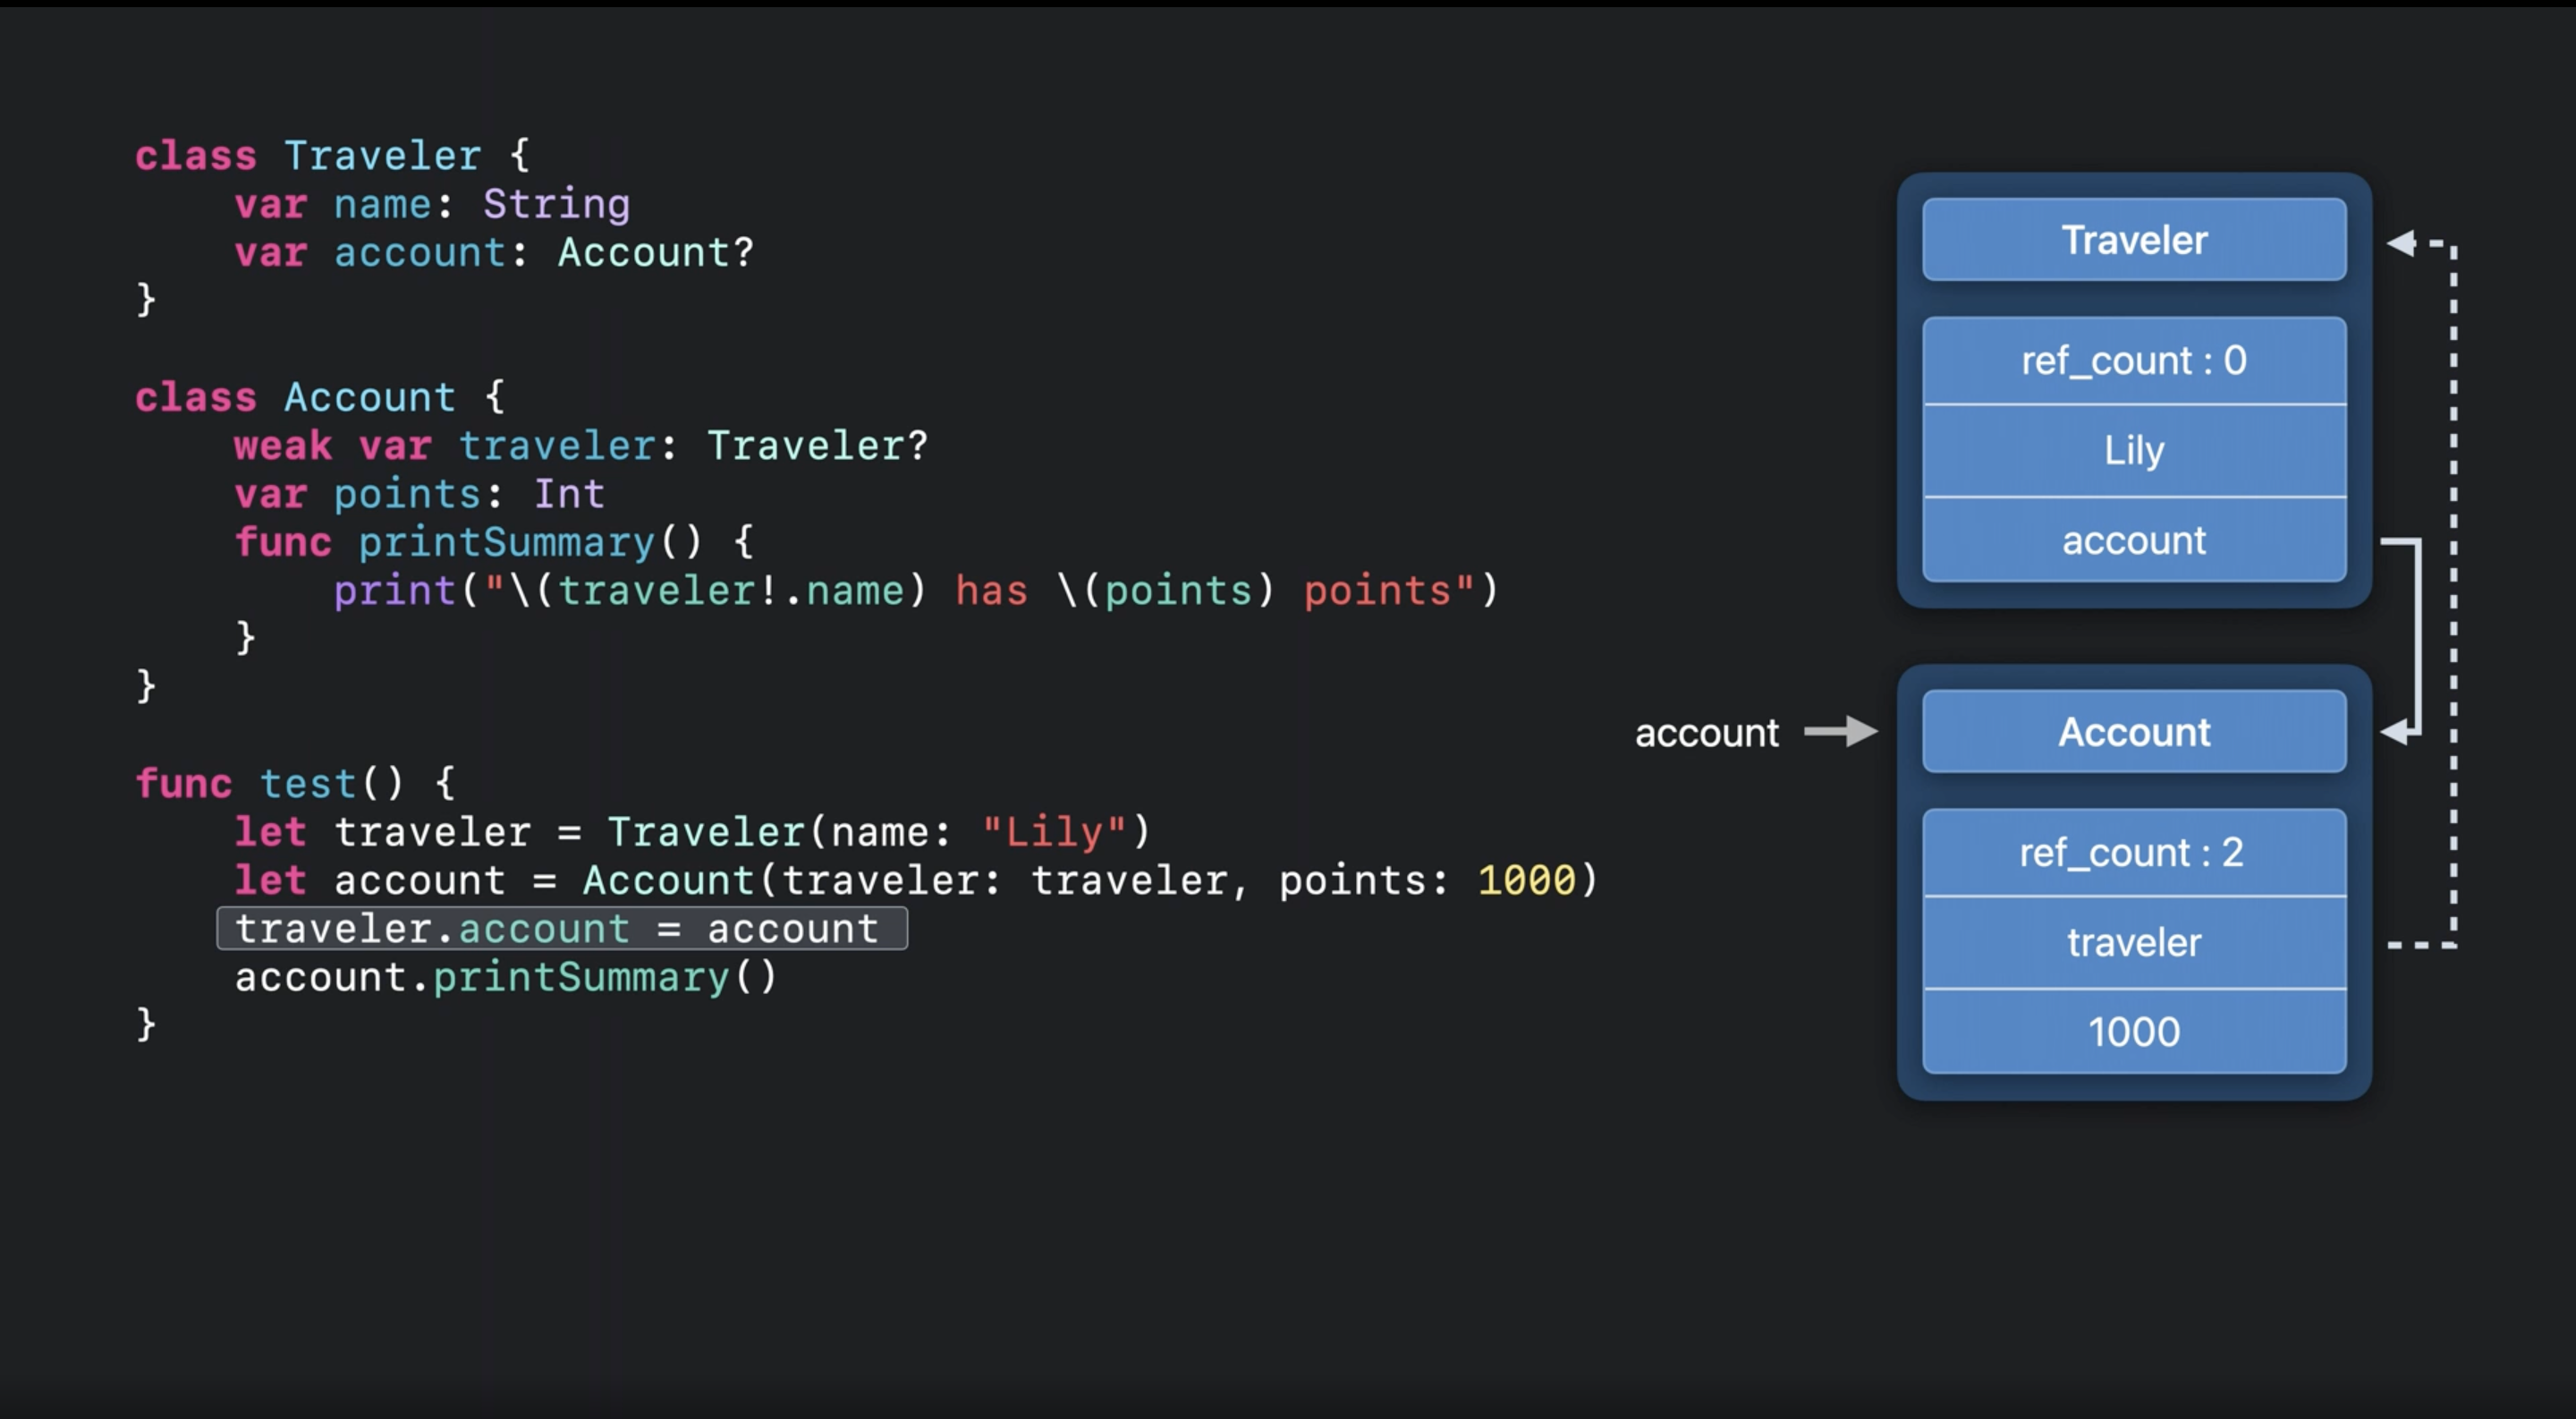 class Traveler {
    var name: String
    var account: Account?
}
class Account {
    weak var traveler: Traveler?
    var points: Int
    func printSummary() {
        print("\(traveler!.name) has \(points) points")
    }
}
func test() {
    let traveler = Traveler(name: "Lily")
    let account = Account(traveler: traveler, points: 1000)
    traveler.account = account
    account.printSummary()
}
Traveler
ref_count : 0
Lily
account
account
Account
ref_count : 2
traveler
1000